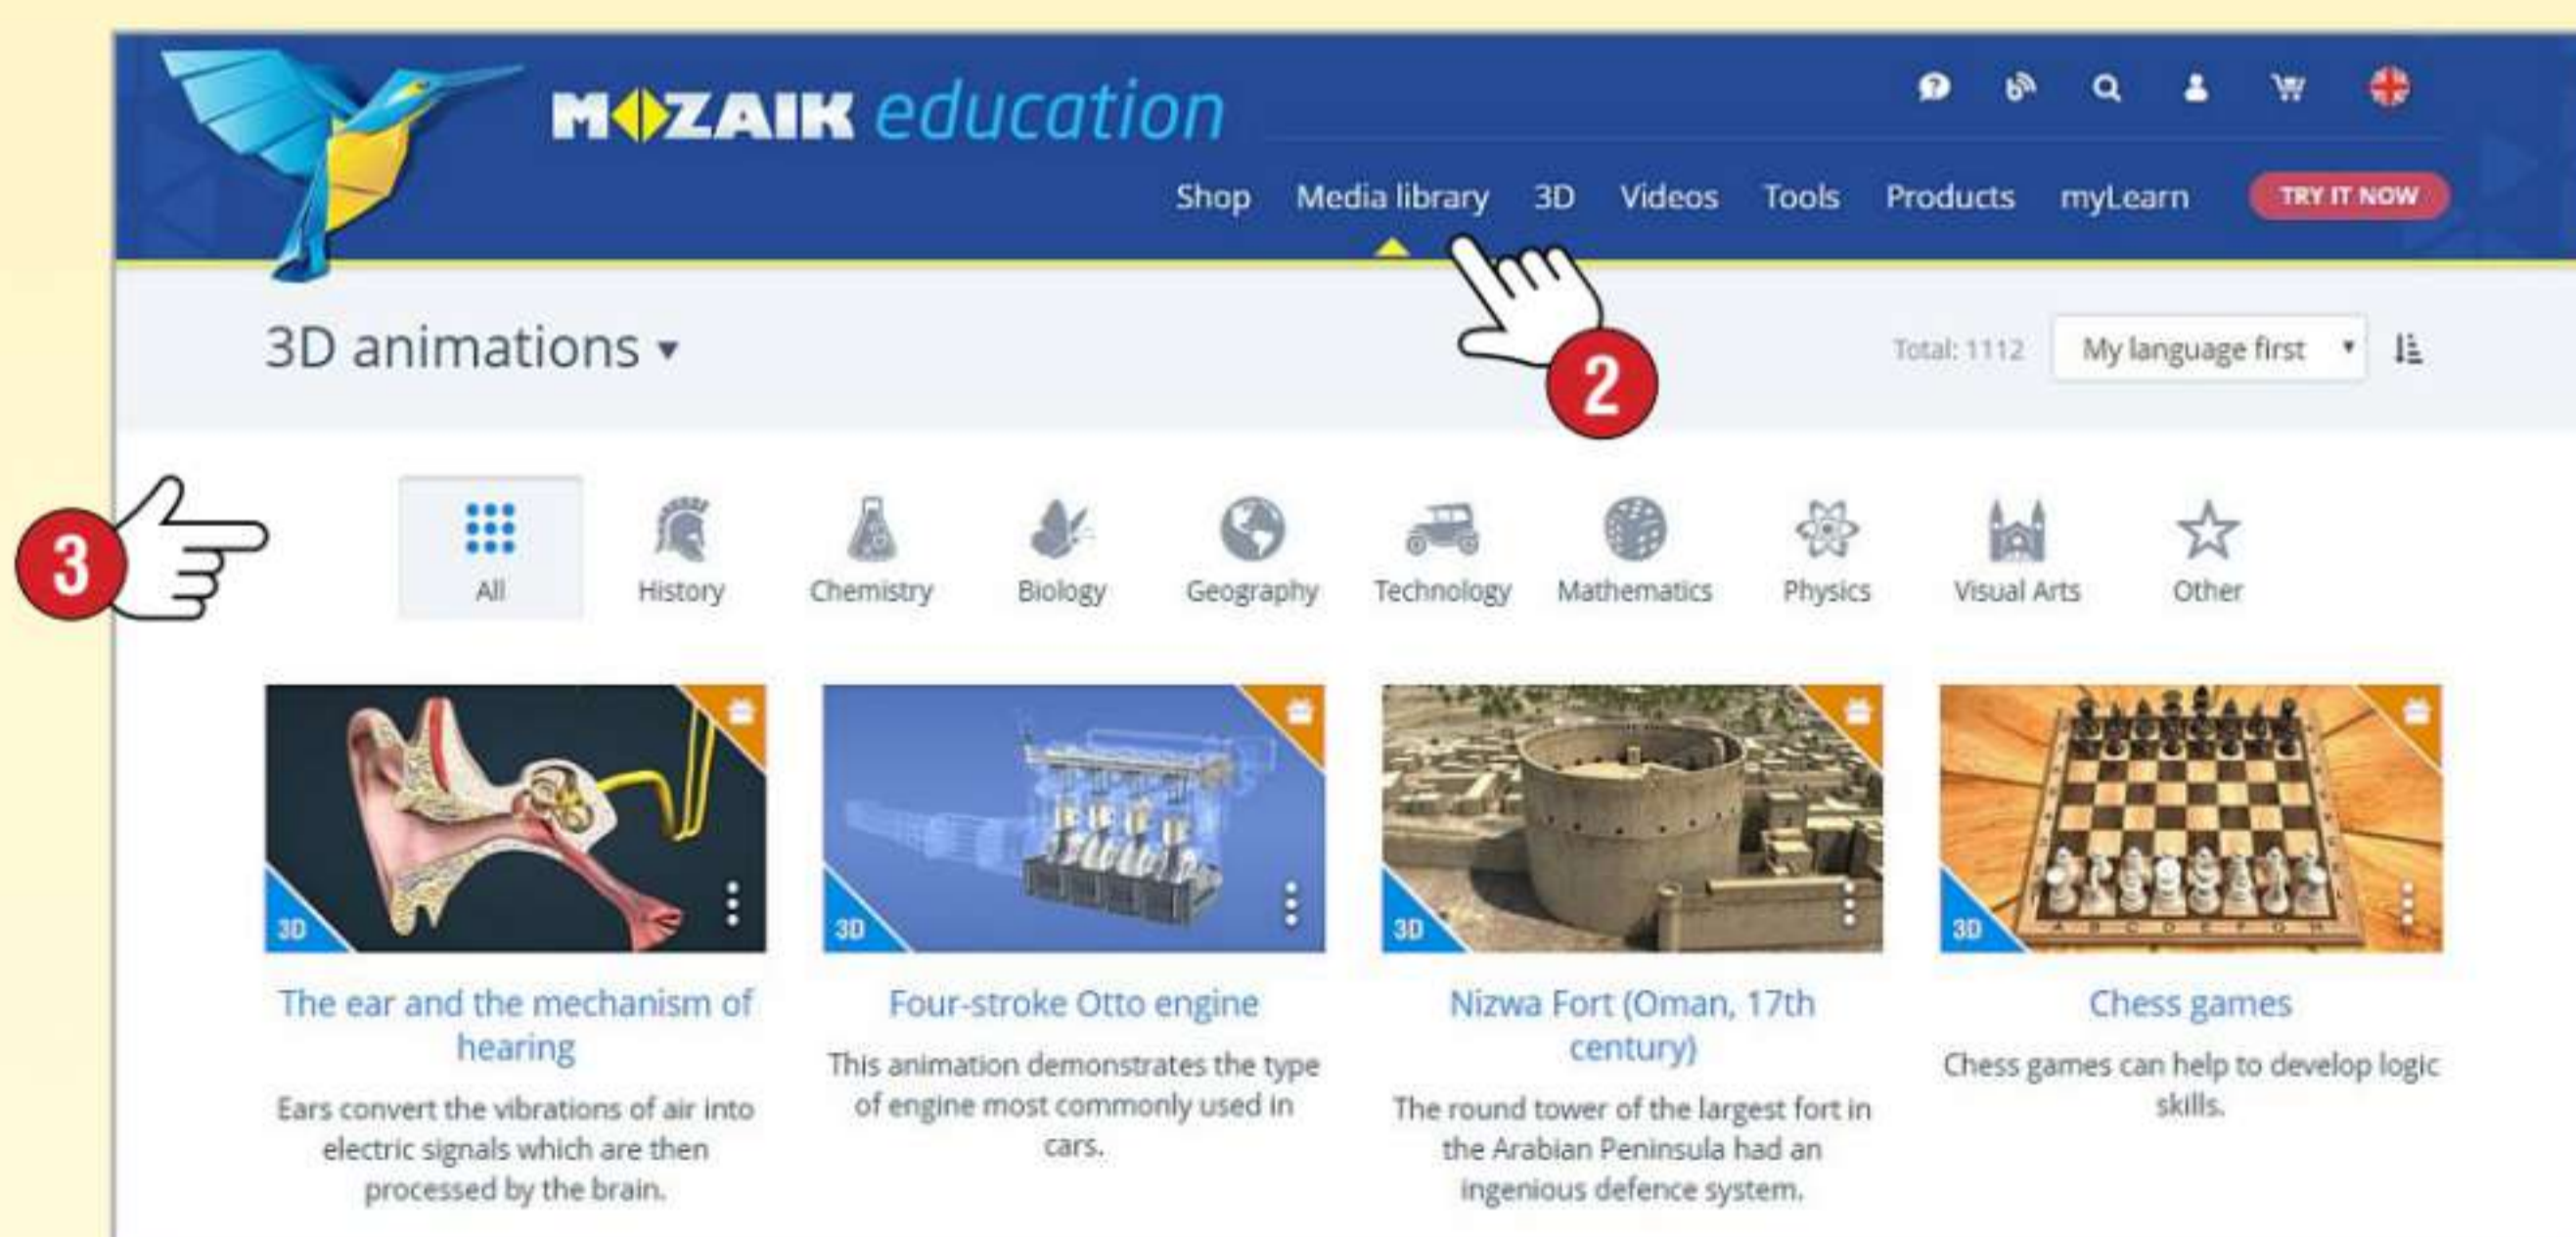 MOZAIK education
Shop Media library 3D Videos Tools Products myLearn TRY IT NOW
3D animations
Total: 1112 My language first
2
3
All History Chemistry Biology Geography Technology Mathematics Physics Visual Arts Other
3D 3D 3D 3D
A B C D E F G H
The ear and the mechanism of
hearing
Ears convert the vibrations of air into
electric signals which are then
processed by the brain.
Four-stroke Otto engine
This animation demonstrates the type
of engine most commonly used in
cars.
Nizwa Fort (Oman, 17th
century)
The round tower of the largest fort in
the Arabian Peninsula had an
ingenious defence system.
Chess games
Chess games can help to develop logic
skills.